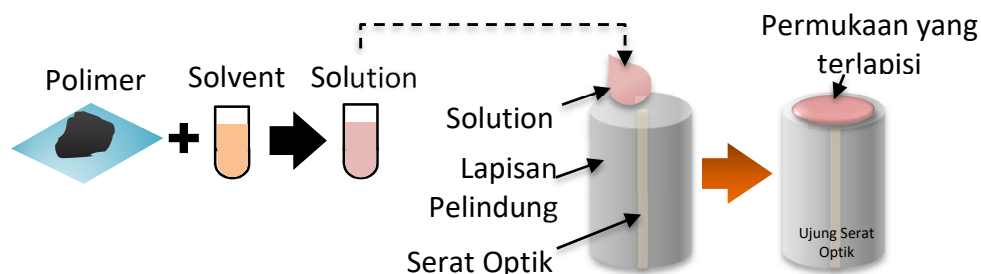 Polimer
Solvent
Solution
Solution
Lapisan
Pelindung
Serat Optik
Permukaan yang
terlapisi
Ujung Serat
Optik